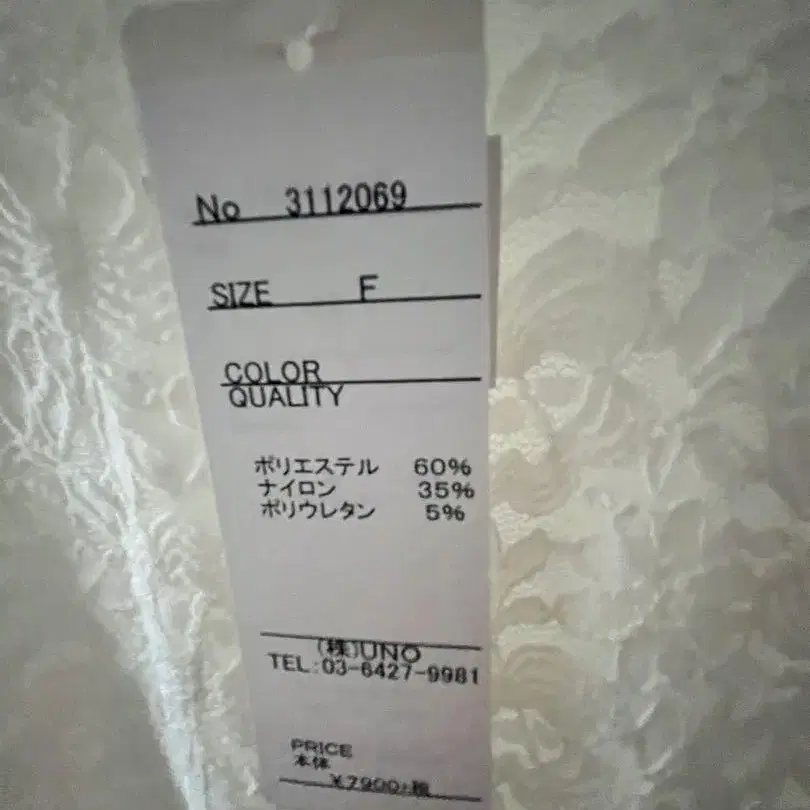 No 3112069
SIZE F
COLOR
QUALITY
ポリエステル 60%
ナイロン 35%
ポリウレタン 5%
(株)UNO
TEL:03-6427-9981
PRICE
本体
¥7900+税